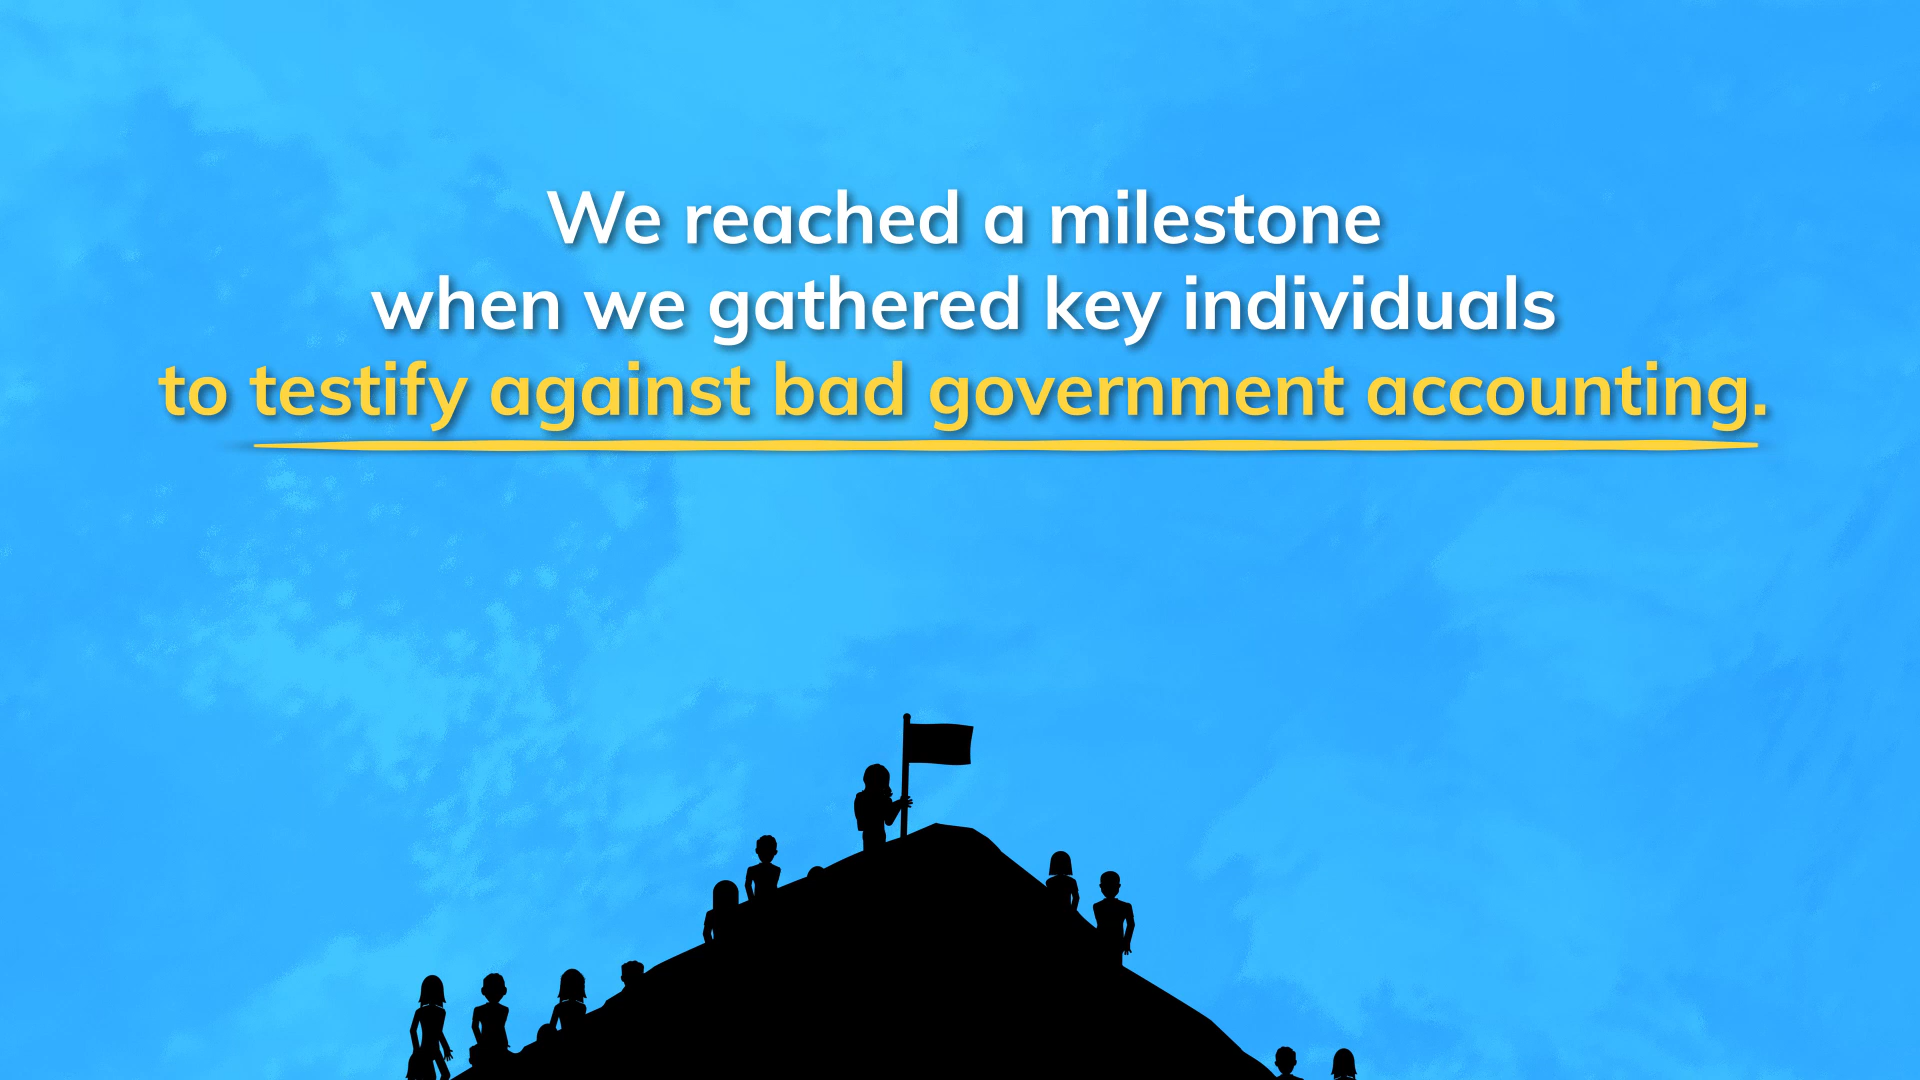 We reached a milestone
when we gathered key individuals
to testify against bad government accounting.